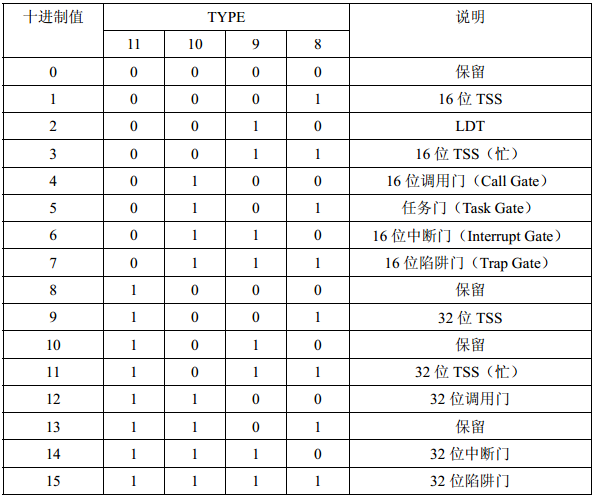 十进制值 TYPE 说明
11 10 9 8
0 0 0 0 0 保留
1 0 0 0 1 16 位 TSS
2 0 0 1 0 LDT
3 0 0 1 1 16 位 TSS（忙）
4 0 1 0 0 16 位调用门（Call Gate）
5 0 1 0 1 任务门（Task Gate）
6 0 1 1 0 16 位中断门（Interrupt Gate）
7 0 1 1 1 16 位陷阱门（Trap Gate）
8 1 0 0 0 保留
9 1 0 0 1 32 位 TSS
10 1 0 1 0 保留
11 1 0 1 1 32 位 TSS（忙）
12 1 1 0 0 32 位调用门
13 1 1 0 1 保留
14 1 1 1 0 32 位中断门
15 1 1 1 1 32 位陷阱门